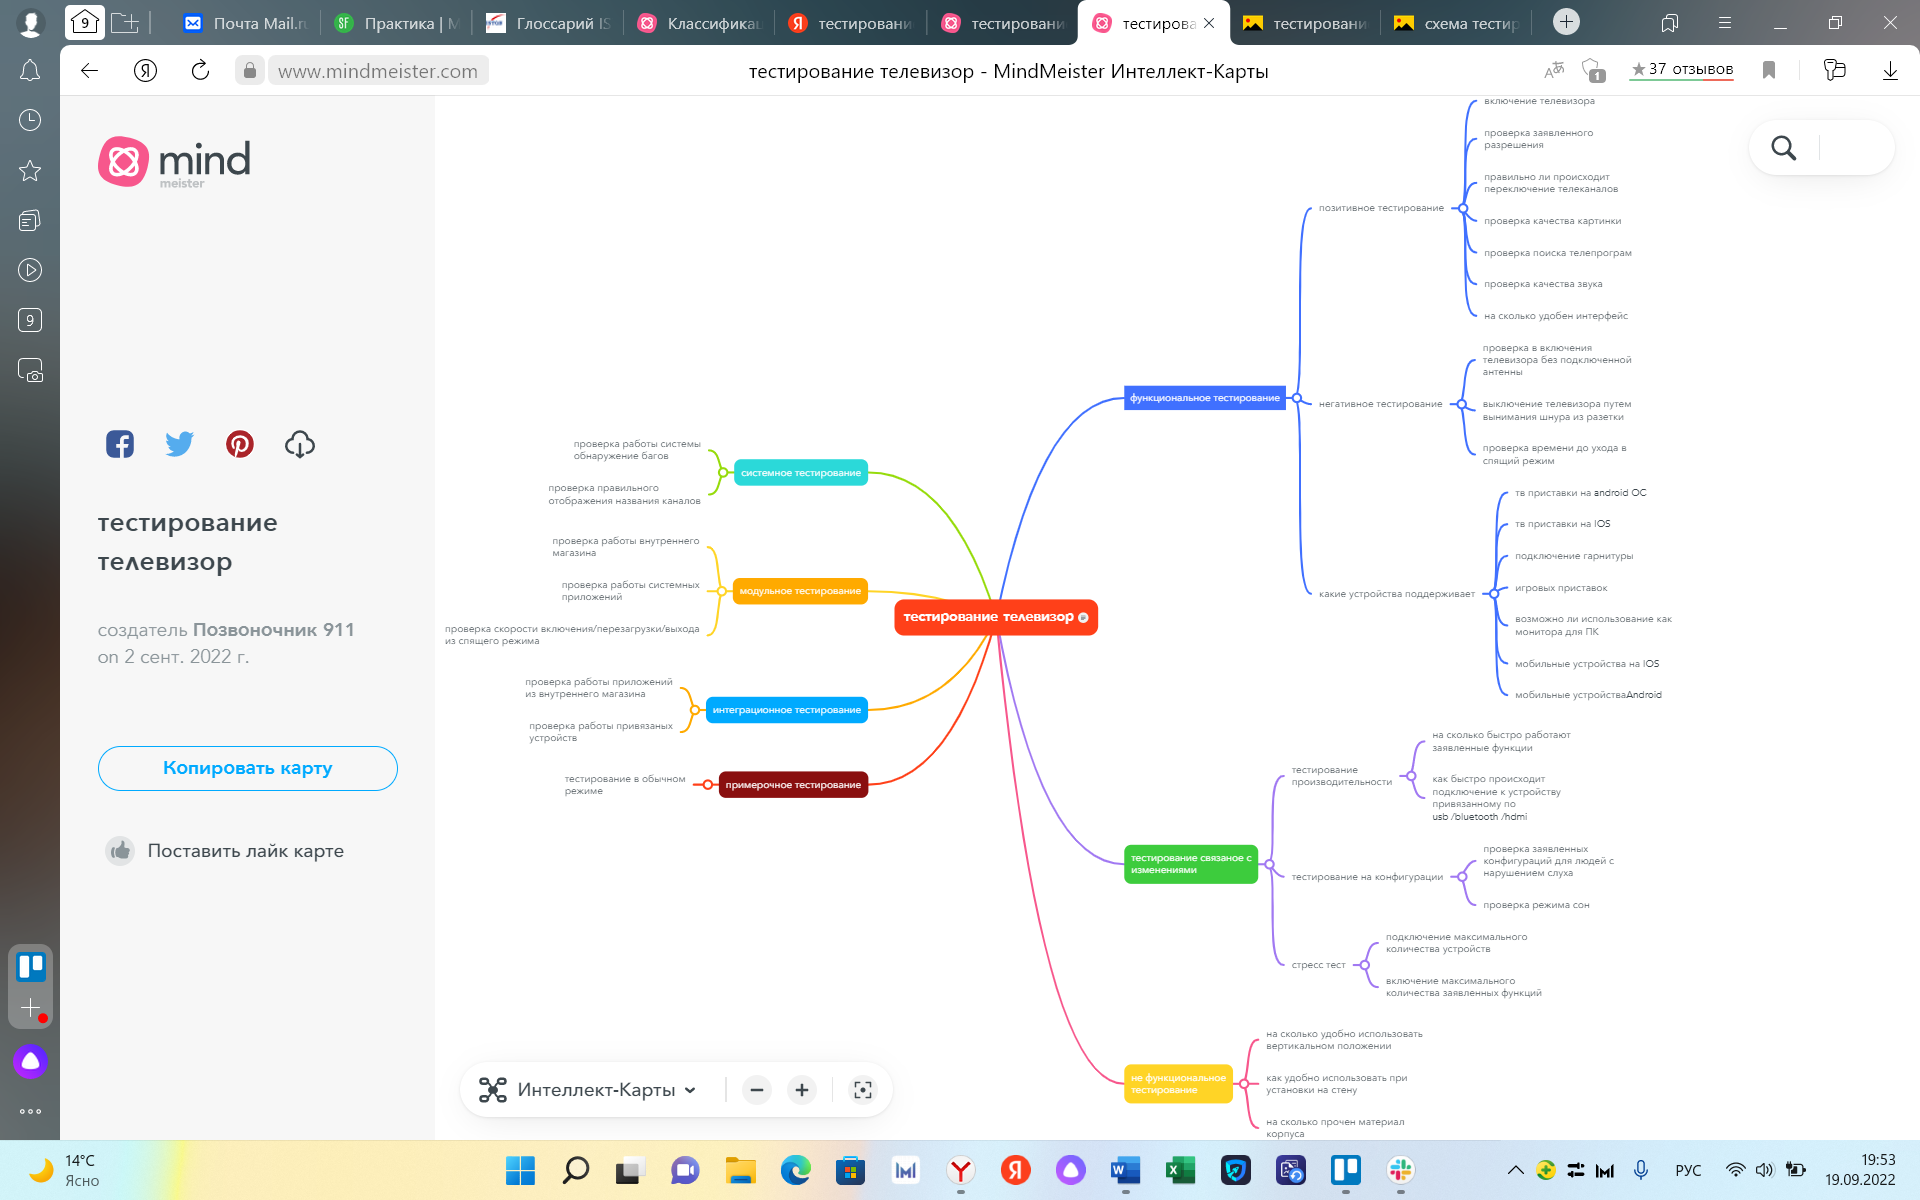 9
Почта Mail.ru
Практика | М
Глоссарий IS
Классифика
тестировани
тестировани
тестирова
тестировани
схема тестир
www.mindmeister.com
тестирование телевизор - MindMeister Интеллект-Карты
1
37 отзывов
9
mind
meister
тестирование
телевизор
создатель Позвоночник 911
on 2 сент. 2022 г.
Копировать карту
Поставить лайк карте
включение телевизора
проверка заявленного
разрешения
правильно ли происходит
переключение телеканалов
позитивное тестирование
проверка качества картинки
проверка поиска телепрограм
проверка качества звука
на сколько удобен интерфейс
проверка в включения
телевизора без подключенной
антенны
функциональное тестирование
негативное тестирование
выключение телевизора путем
вынимания шнура из разетки
проверка времени до ухода в
спящий режим
тв приставки на android ОС
тв приставки на IOS
подключение гарнитуры
какие устройства поддерживает
игровых приставок
возможно ли использование как
монитора для ПК
мобильные устройства на IOS
мобильные устройстваAndroid
проверка работы системы
обнаружение багов
системное тестирование
проверка правильного
отображения названия каналов
проверка работы внутреннего
магазина
проверка работы системных
приложений
модульное тестирование
проверка скорости включения/перезагрузки/выхода
из спящего режима
тестирование телевизор
проверка работы приложений
из внутреннего магазина
интеграционное тестирование
проверка работы привязаных
устройств
тестирование в обычном
режиме
примерочное тестирование
на сколько быстро работают
заявленные функции
тестирование
производительности
как быстро происходит
подключение к устройству
привязанному по
usb /bluetooth /hdmi
тестирование связаное с
изменениями
проверка заявленных
конфигураций для людей с
нарушением слуха
тестирование на конфигурации
проверка режима сон
подключение максимального
количества устройств
стресс тест
включение максимального
количества заявленных функций
на сколько удобно использовать
вертикальном положении
не функциональное
тестирование
как удобно использовать при
установки на стену
на сколько прочен материал
корпуса
Интеллект-Карты
14°C
Ясно
РУС
19:53
19.09.2022